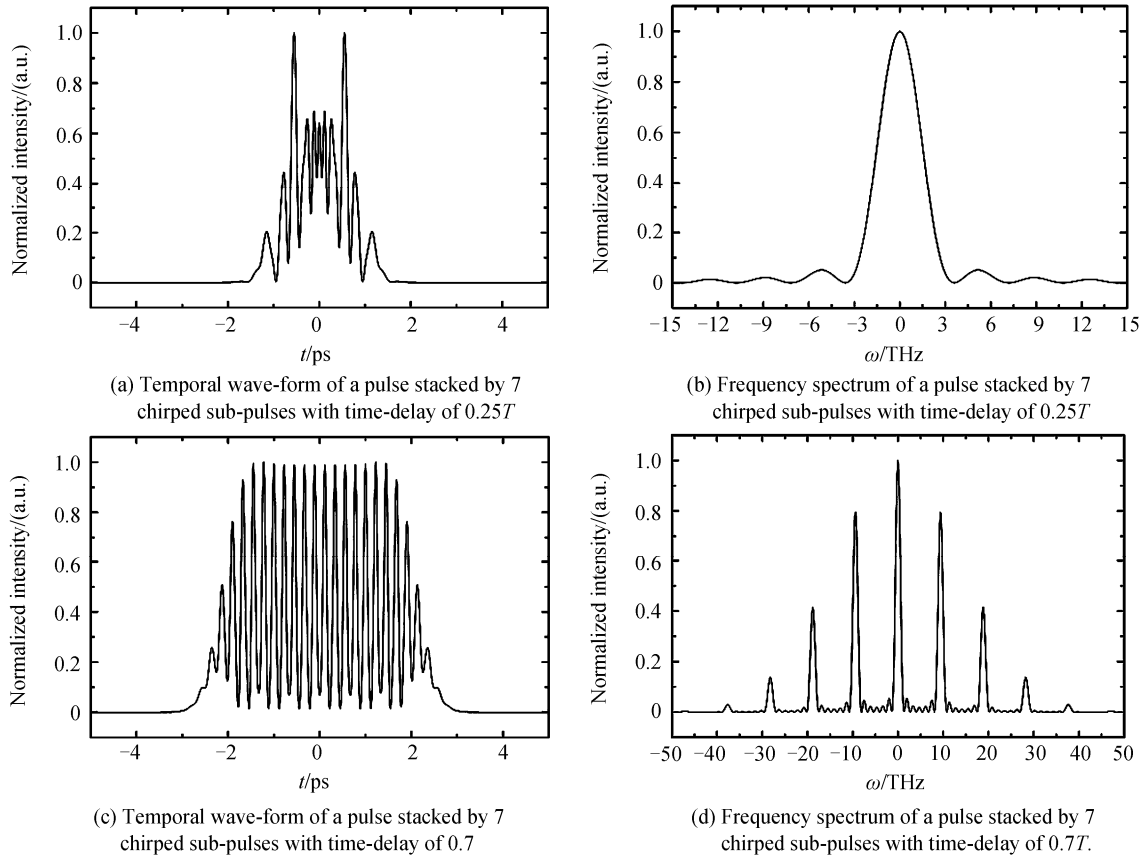 Normalized intensity/(a.u.)
1.0
0.8
0.6
0.4
0.2
0
−4 −2 0 2 4
t/ps
(a) Temporal wave-form of a pulse stacked by 7
chirped sub-pulses with time-delay of 0.25T
Normalized intensity/(a.u.)
1.0
0.8
0.6
0.4
0.2
0
−15 −12 −9 −6 −3 0 3 6 9 12 15
ω/THz
(b) Frequency spectrum of a pulse stacked by 7
chirped sub-pulses with time-delay of 0.25T
Normalized intensity/(a.u.)
1.0
0.8
0.6
0.4
0.2
0
−4 −2 0 2 4
t/ps
(c) Temporal wave-form of a pulse stacked by 7
chirped sub-pulses with time-delay of 0.7
Normalized intensity/(a.u.)
1.0
0.8
0.6
0.4
0.2
0
−50 −40 −30 −20 −10 0 10 20 30 40 50
ω/THz
(d) Frequency spectrum of a pulse stacked by 7
chirped sub-pulses with time-delay of 0.7T.